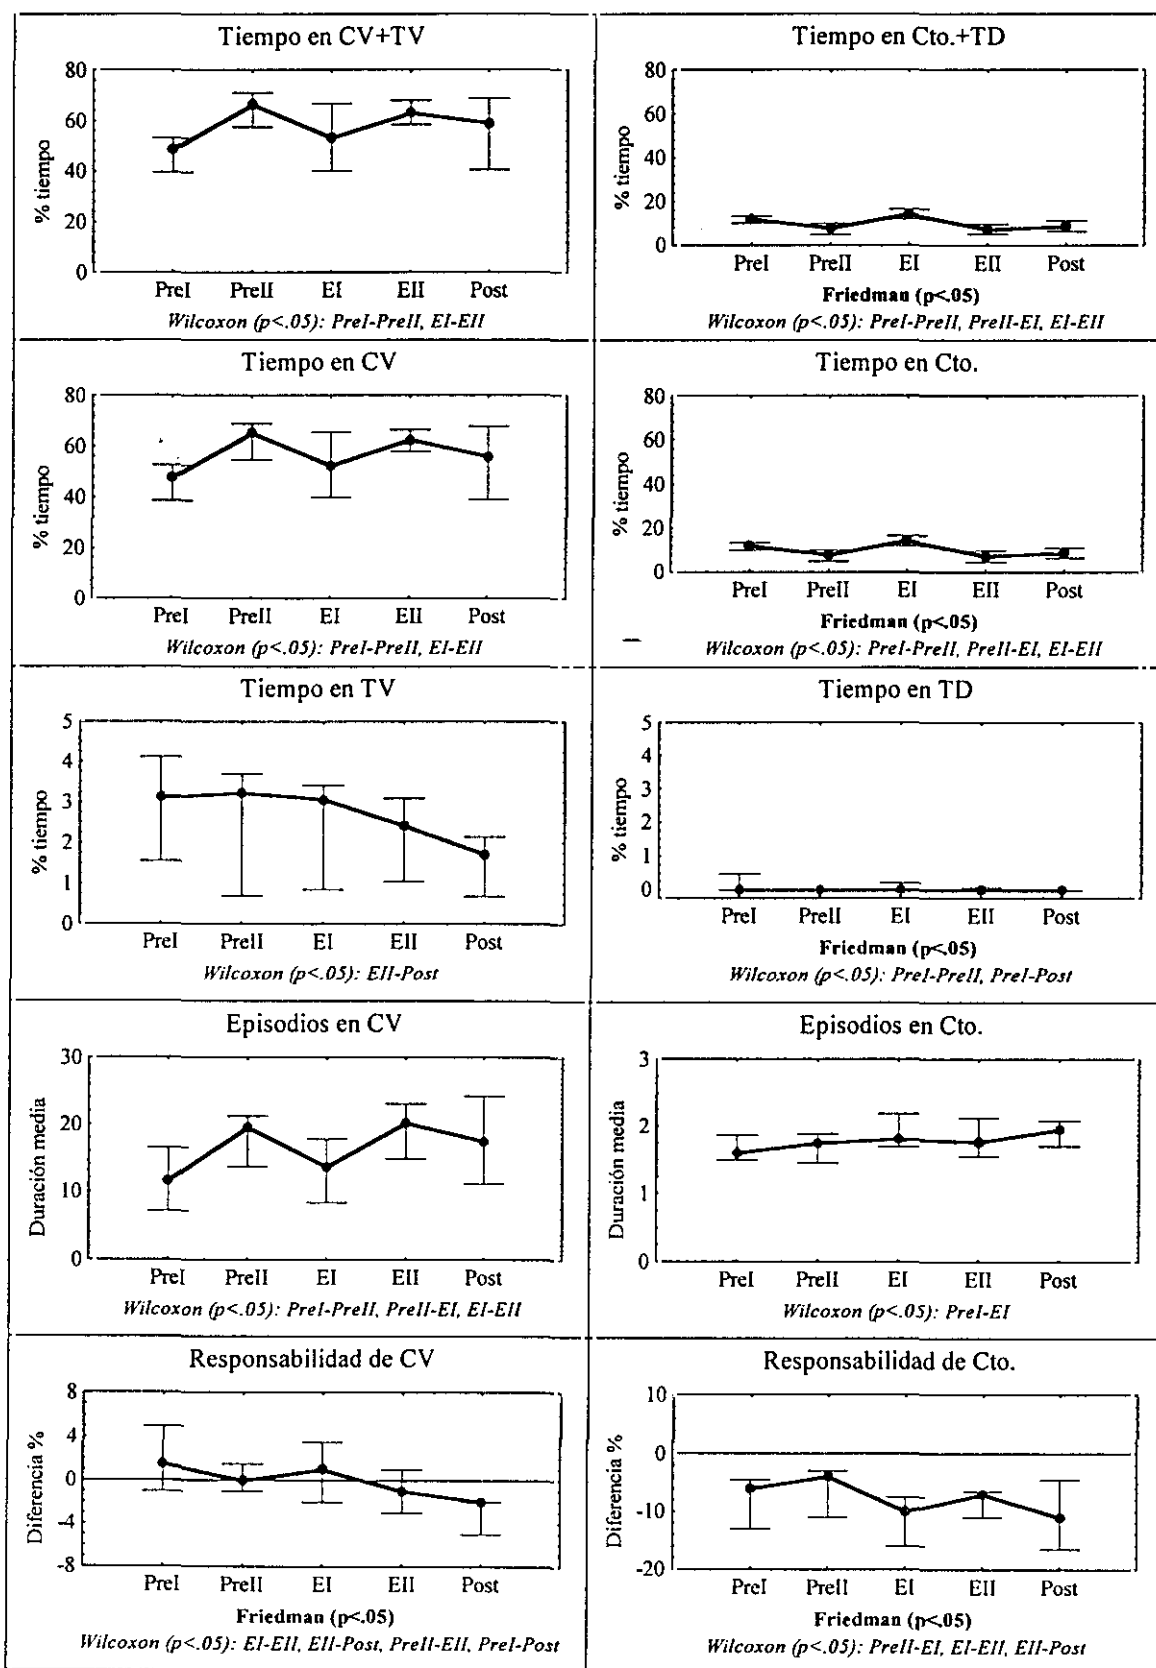 Tiempo en CV+TV
80
60
40
20
0
% tiempo
PreI PreII EI EII Post
Wilcoxon (p<.05): PreI-PreII, EI-EII
Tiempo en Cto.+TD
80
60
40
20
0
% tiempo
PreI PreII EI EII Post
Friedman (p<.05)
Wilcoxon (p<.05): PreI-PreII, PreII-EI, EI-EII
Tiempo en CV
80
60
40
20
0
% tiempo
PreI PreII EI EII Post
Wilcoxon (p<.05): PreI-PreII, EI-EII
Tiempo en Cto.
80
60
40
20
0
% tiempo
PreI PreII EI EII Post
Friedman (p<.05)
Wilcoxon (p<.05): PreI-PreII, PreII-EI, EI-EII
Tiempo en TV
5
4
3
2
1
0
% tiempo
PreI PreII EI EII Post
Wilcoxon (p<.05): EII-Post
Tiempo en TD
5
4
3
2
1
0
% tiempo
PreI PreII EI EII Post
Friedman (p<.05)
Wilcoxon (p<.05): PreI-PreII, PreI-Post
Episodios en CV
30
20
10
0
Duración media
PreI PreII EI EII Post
Wilcoxon (p<.05): PreI-PreII, PreII-EI, EI-EII
Episodios en Cto.
3
2
1
0
Duración media
PreI PreII EI EII Post
Wilcoxon (p<.05): PreI-EI
Responsabilidad de CV
8
4
0
-4
-8
Diferencia %
PreI PreII EI EII Post
Friedman (p<.05)
Wilcoxon (p<.05): EI-EII, EII-Post, PreII-EII, PreI-Post
Responsabilidad de Cto.
10
0
-10
-20
Diferencia %
PreI PreII EI EII Post
Friedman (p<.05)
Wilcoxon (p<.05): PreII-EI, EI-EII, EII-Post